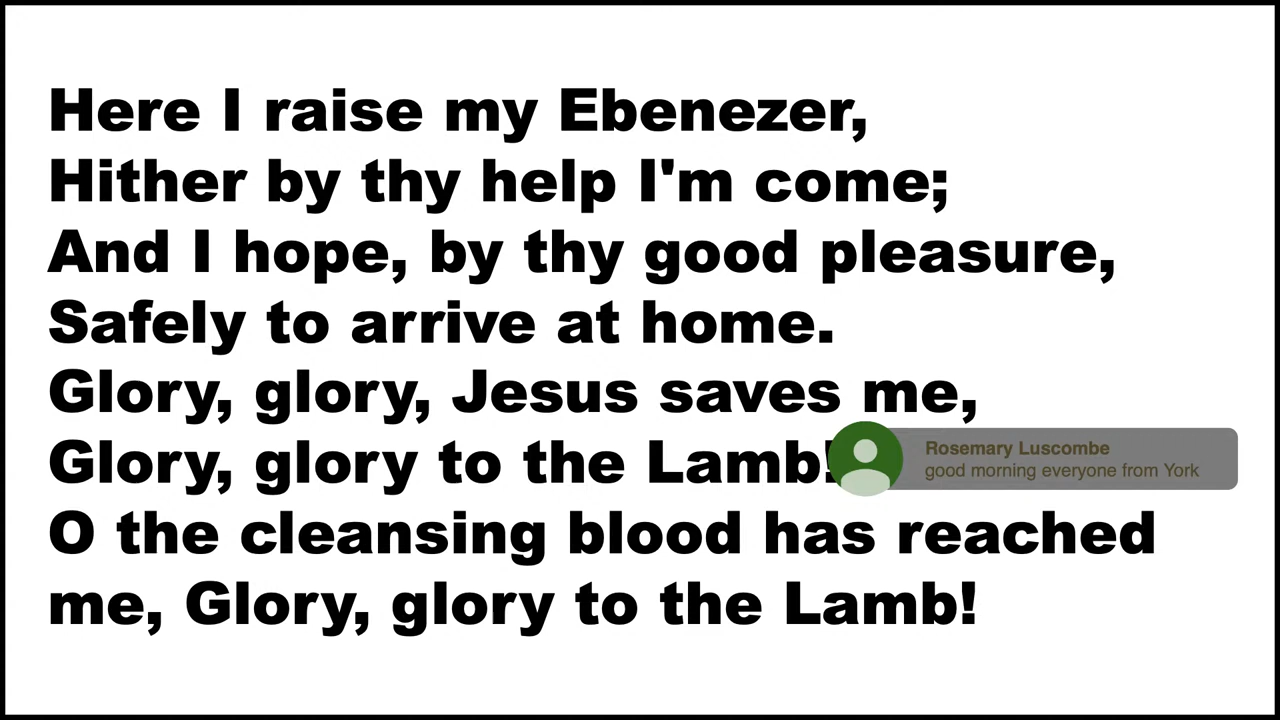 Here I raise my Ebenezer,
Hither by thy help I'm come;
And I hope, by thy good pleasure,
Safely to arrive at home.
Glory, glory, Jesus saves me,
Glory, glory to the Lamb!
Rosemary Luscombe
good morning everyone from York
O the cleansing blood has reached
me, Glory, glory to the Lamb!